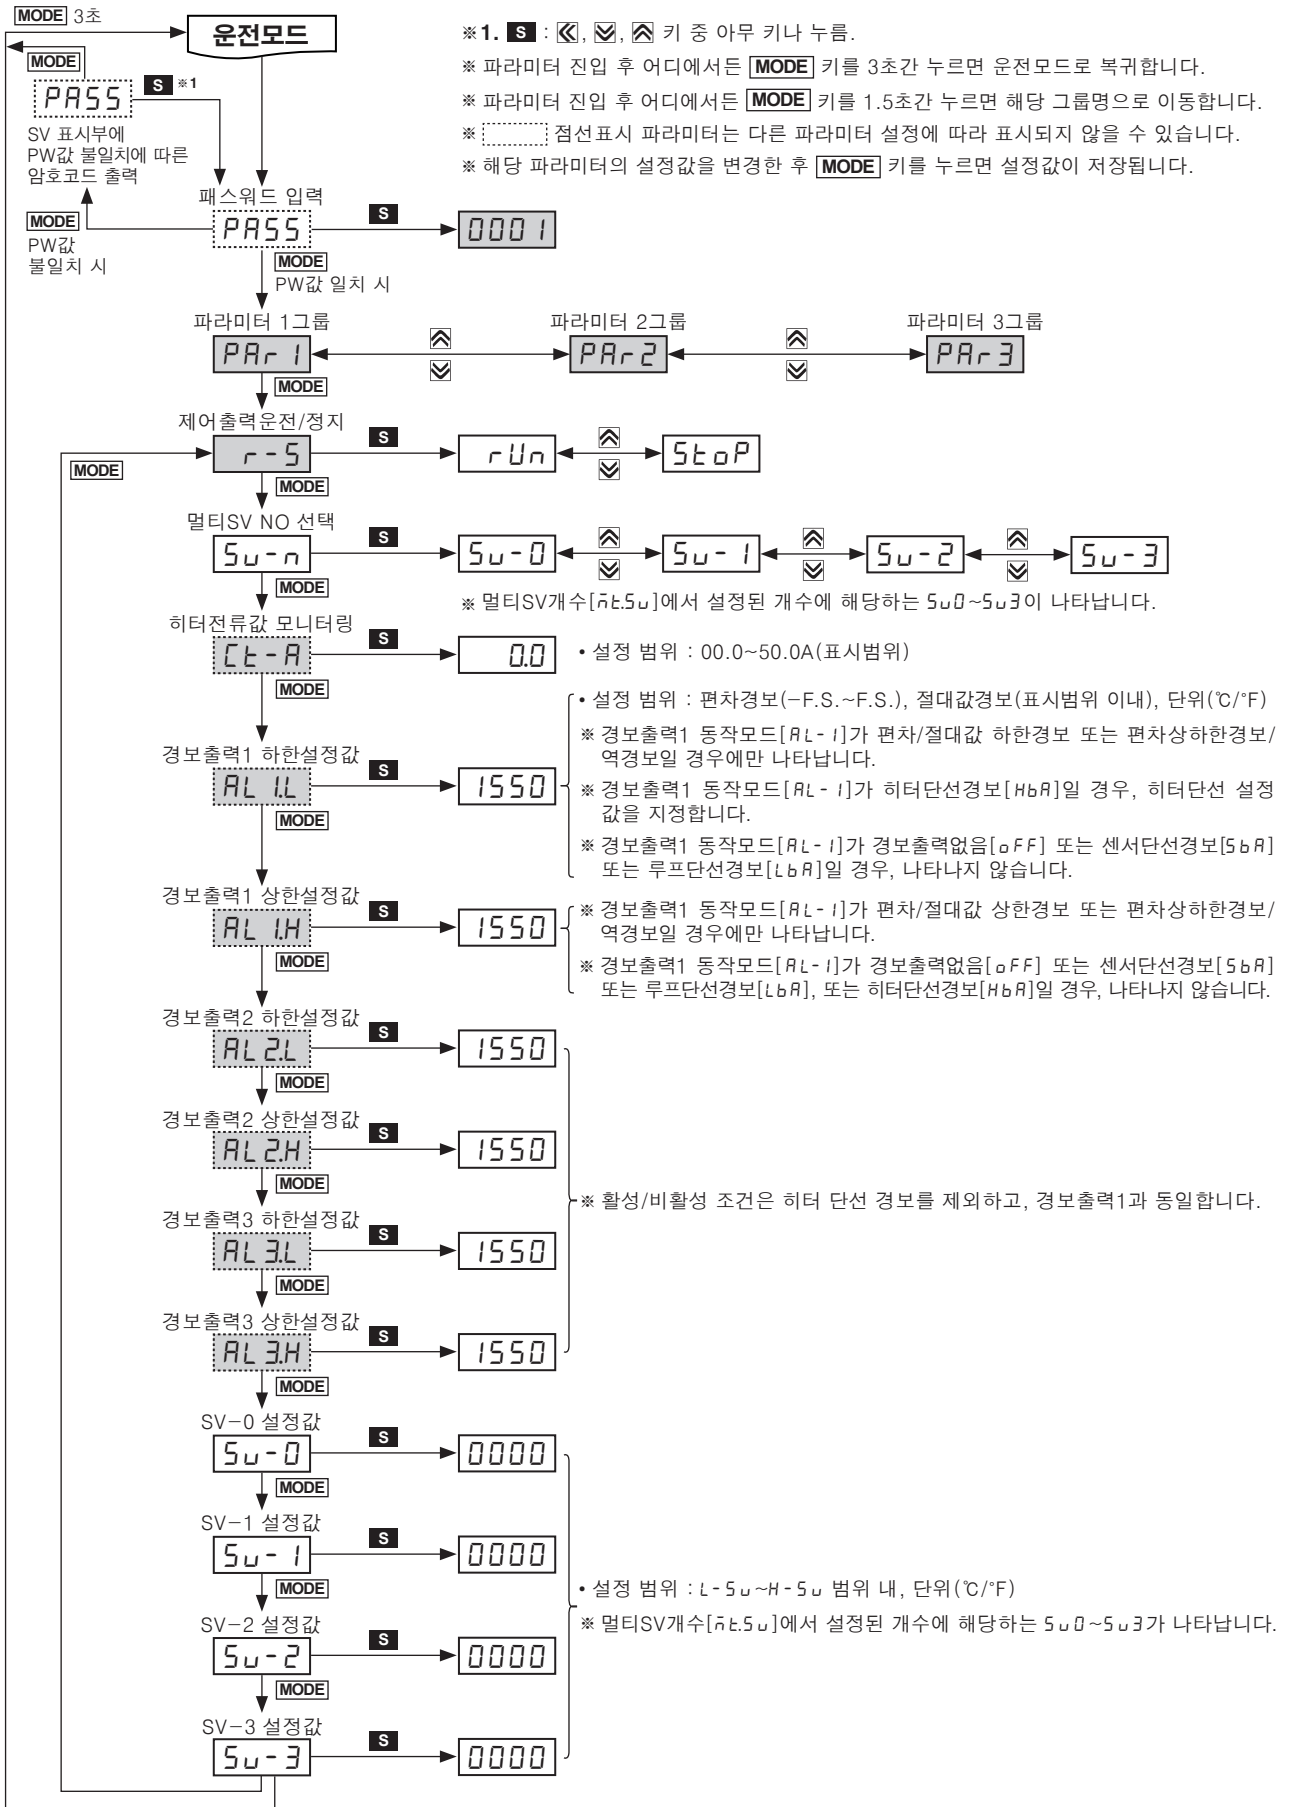 MODE 3초
운전모드
※1. S : 《, ︾, ︽ 키 중 아무 키나 누름.
※ 파라미터 진입 후 어디에서든 MODE 키를 3초간 누르면 운전모드로 복귀합니다.
※ 파라미터 진입 후 어디에서든 MODE 키를 1.5초간 누르면 해당 그룹명으로 이동합니다.
※ 점선표시 파라미터는 다른 파라미터 설정에 따라 표시되지 않을 수 있습니다.
※ 해당 파라미터의 설정값을 변경한 후 MODE 키를 누르면 설정값이 저장됩니다.
MODE
PASS
S ※1
SV 표시부에
PW값 불일치에 따른
암호코드 출력
MODE
PW값
불일치 시
패스워드 입력
PASS
S
0001
MODE
PW값 일치 시
파라미터 1그룹
파라미터 2그룹
파라미터 3그룹
PAr1
PAr2
PAr3
MODE
제어출력운전/정지
MODE
r-S
S
rUn
StoP
MODE
멀티SV NO 선택
Sv-n
S
Sv-0
Sv-1
Sv-2
Sv-3
MODE
※ 멀티SV개수[mt.Sv]에서 설정된 개수에 해당하는 Sv0~Sv3이 나타납니다.
히터전류값 모니터링
Ct-A
S
0.0
• 설정 범위 : 00.0~50.0A(표시범위)
MODE
• 설정 범위 : 편차경보(−F.S.~F.S.), 절대값경보(표시범위 이내), 단위(℃/℉)
※ 경보출력1 동작모드[AL-1]가 편차/절대값 하한경보 또는 편차상하한경보/
역경보일 경우에만 나타납니다.
경보출력1 하한설정값
AL1.L
S
1550
※ 경보출력1 동작모드[AL-1]가 히터단선경보[HbA]일 경우, 히터단선 설정
값을 지정합니다.
MODE
※ 경보출력1 동작모드[AL-1]가 경보출력없음[oFF] 또는 센서단선경보[SbA]
또는 루프단선경보[LbA]일 경우, 나타나지 않습니다.
경보출력1 상한설정값
AL1.H
S
1550
※ 경보출력1 동작모드[AL-1]가 편차/절대값 상한경보 또는 편차상하한경보/
역경보일 경우에만 나타납니다.
MODE
※ 경보출력1 동작모드[AL-1]가 경보출력없음[oFF] 또는 센서단선경보[SbA]
또는 루프단선경보[LbA], 또는 히터단선경보[HbA]일 경우, 나타나지 않습니다.
경보출력2 하한설정값
AL2.L
S
1550
MODE
경보출력2 상한설정값
AL2.H
S
1550
MODE
※ 활성/비활성 조건은 히터 단선 경보를 제외하고, 경보출력1과 동일합니다.
경보출력3 하한설정값
AL3.L
S
1550
MODE
경보출력3 상한설정값
AL3.H
S
1550
MODE
SV−0 설정값
Sv-0
S
0000
MODE
SV−1 설정값
Sv-1
S
0000
MODE
• 설정 범위 : L-Sv~H-Sv 범위 내, 단위(℃/℉)
※ 멀티SV개수[mt.Sv]에서 설정된 개수에 해당하는 Sv0~Sv3가 나타납니다.
SV−2 설정값
Sv-2
S
0000
MODE
SV−3 설정값
Sv-3
S
0000